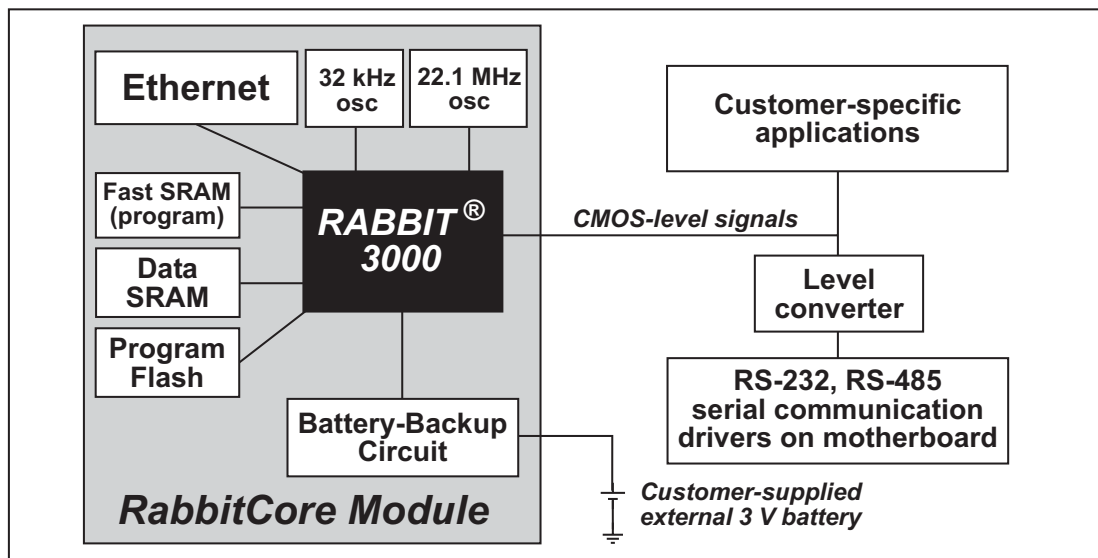 Ethernet
32 kHz
osc
22.1 MHz
osc
Customer-specific
applications
Fast SRAM
(program)
RABBIT ®
3000
CMOS-level signals
Data
SRAM
Level
converter
Program
Flash
RS-232, RS-485
serial communication
drivers on motherboard
Battery-Backup
Circuit
RabbitCore Module
Customer-supplied
external 3 V battery